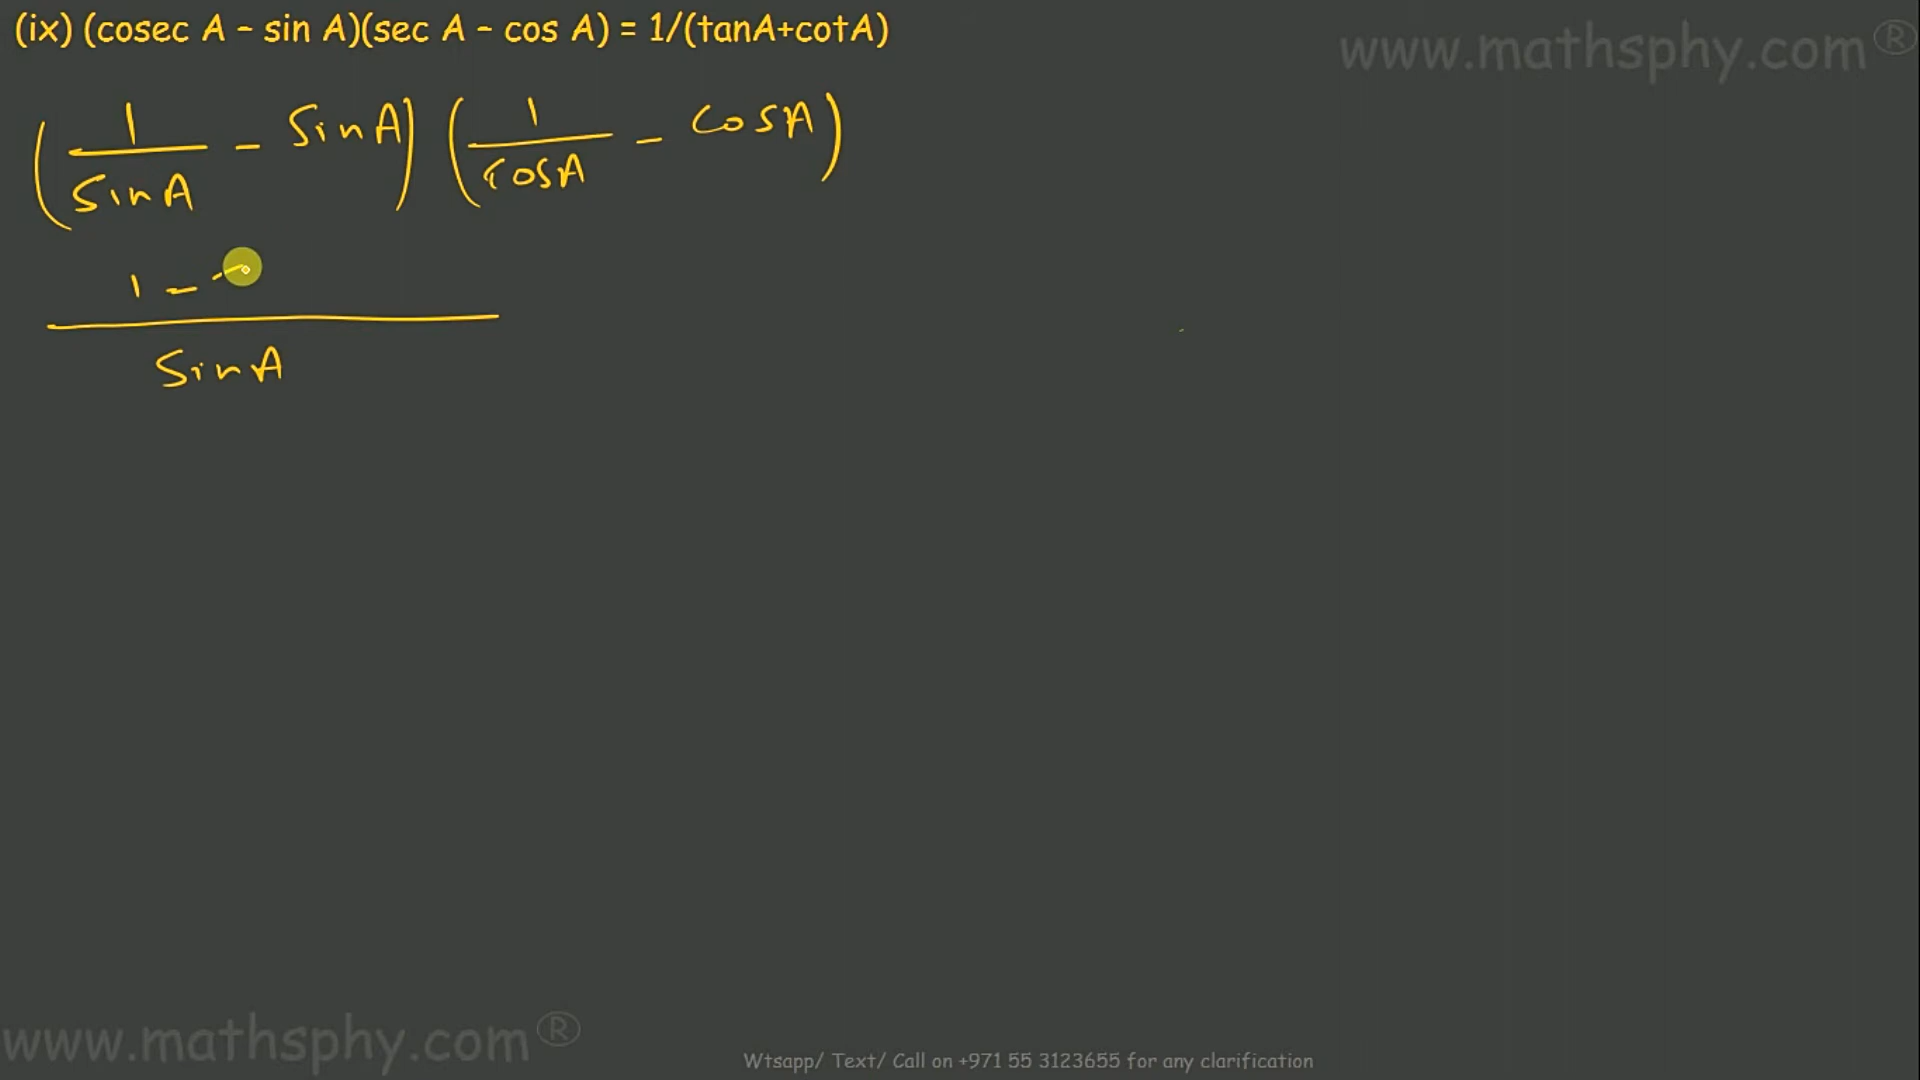 (ix) (cosec A – sin A)(sec A – cos A) = 1/(tanA+cotA)
www.mathsphy.com®
(1/sinA – sinA) (1/cosA – cosA)
1 –
sinA
www.mathsphy.com®
Wtsapp/ Text/ Call on +971 55 3123655 for any clarification